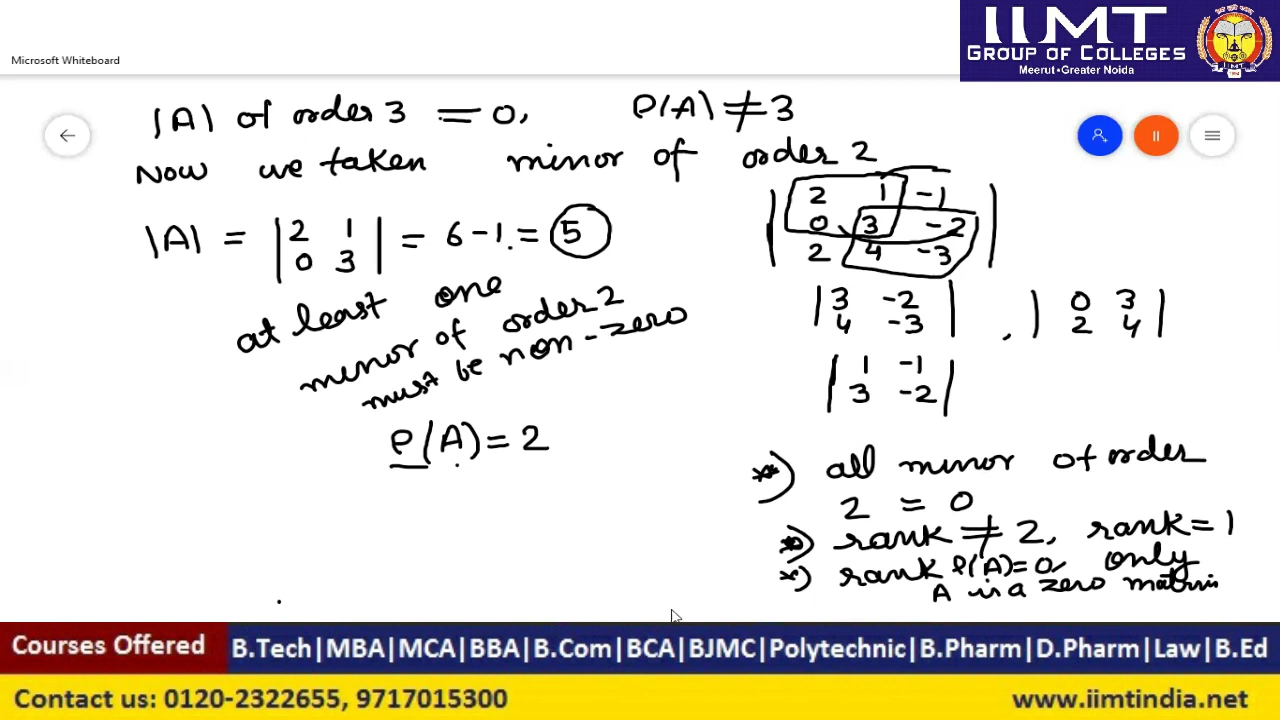 IIMT
GROUP OF COLLEGES
Meerut•Greater Noida
Microsoft Whiteboard
|A| of order 3 = 0, ρ(A) ≠ 3
Now we taken minor of order 2
|A| = |2 1| = 6 - 1 = 5
|0 3|
at least one
minor of order 2
must be non-zero
ρ(A) = 2
|2 1 -1|
|0 3 -2|
|2 4 -3|
|3 -2| , |0 3|
|4 -3| |2 4|
|1 -1|
|3 -2|
*) all minor of order
2 = 0
*) rank ≠ 2, rank = 1
*) rank ρ(A) = 0, only
A is a zero matrix
Courses Offered
B.Tech|MBA|MCA|BBA|B.Com|BCA|BJMC|Polytechnic|B.Pharm|D.Pharm|Law|B.Ed
Contact us: 0120-2322655, 9717015300
www.iimtindia.net